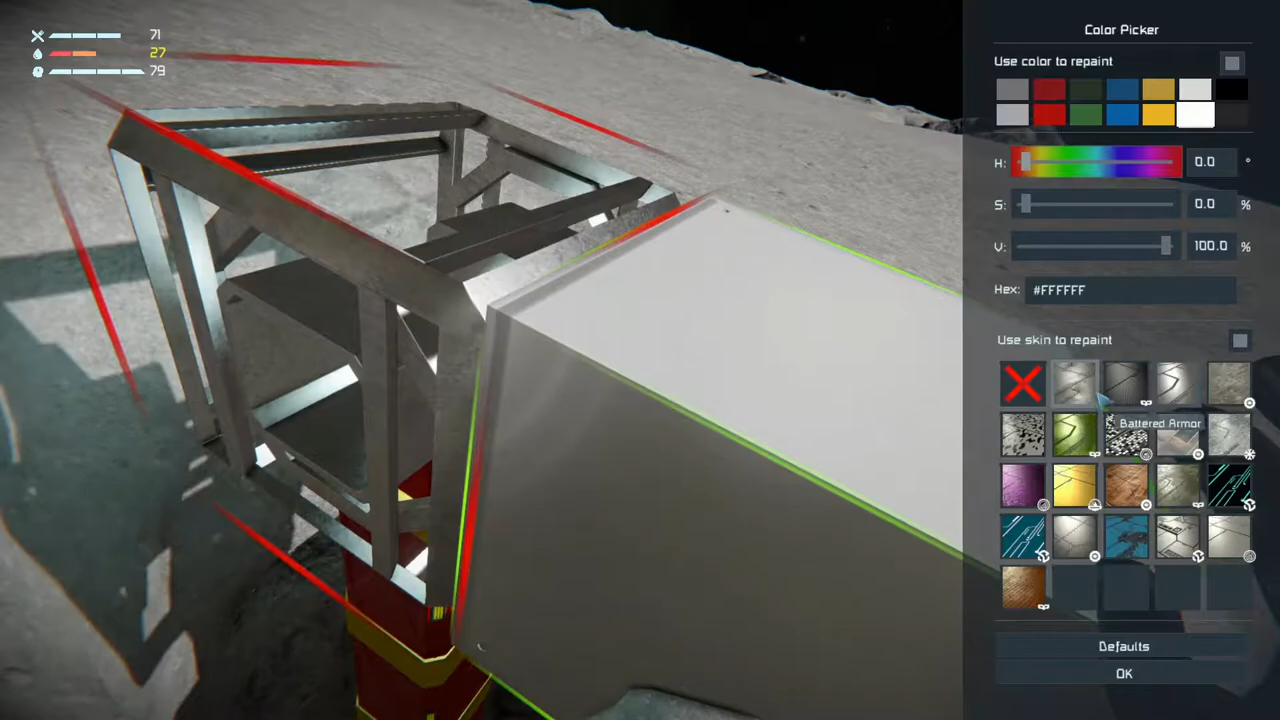 71
27
79
Color Picker
Use color to repaint
H: 0.0 °
S: 0.0 %
V: 100.0 %
Hex: #FFFFFF
Use skin to repaint
Battered Armor
Defaults
OK